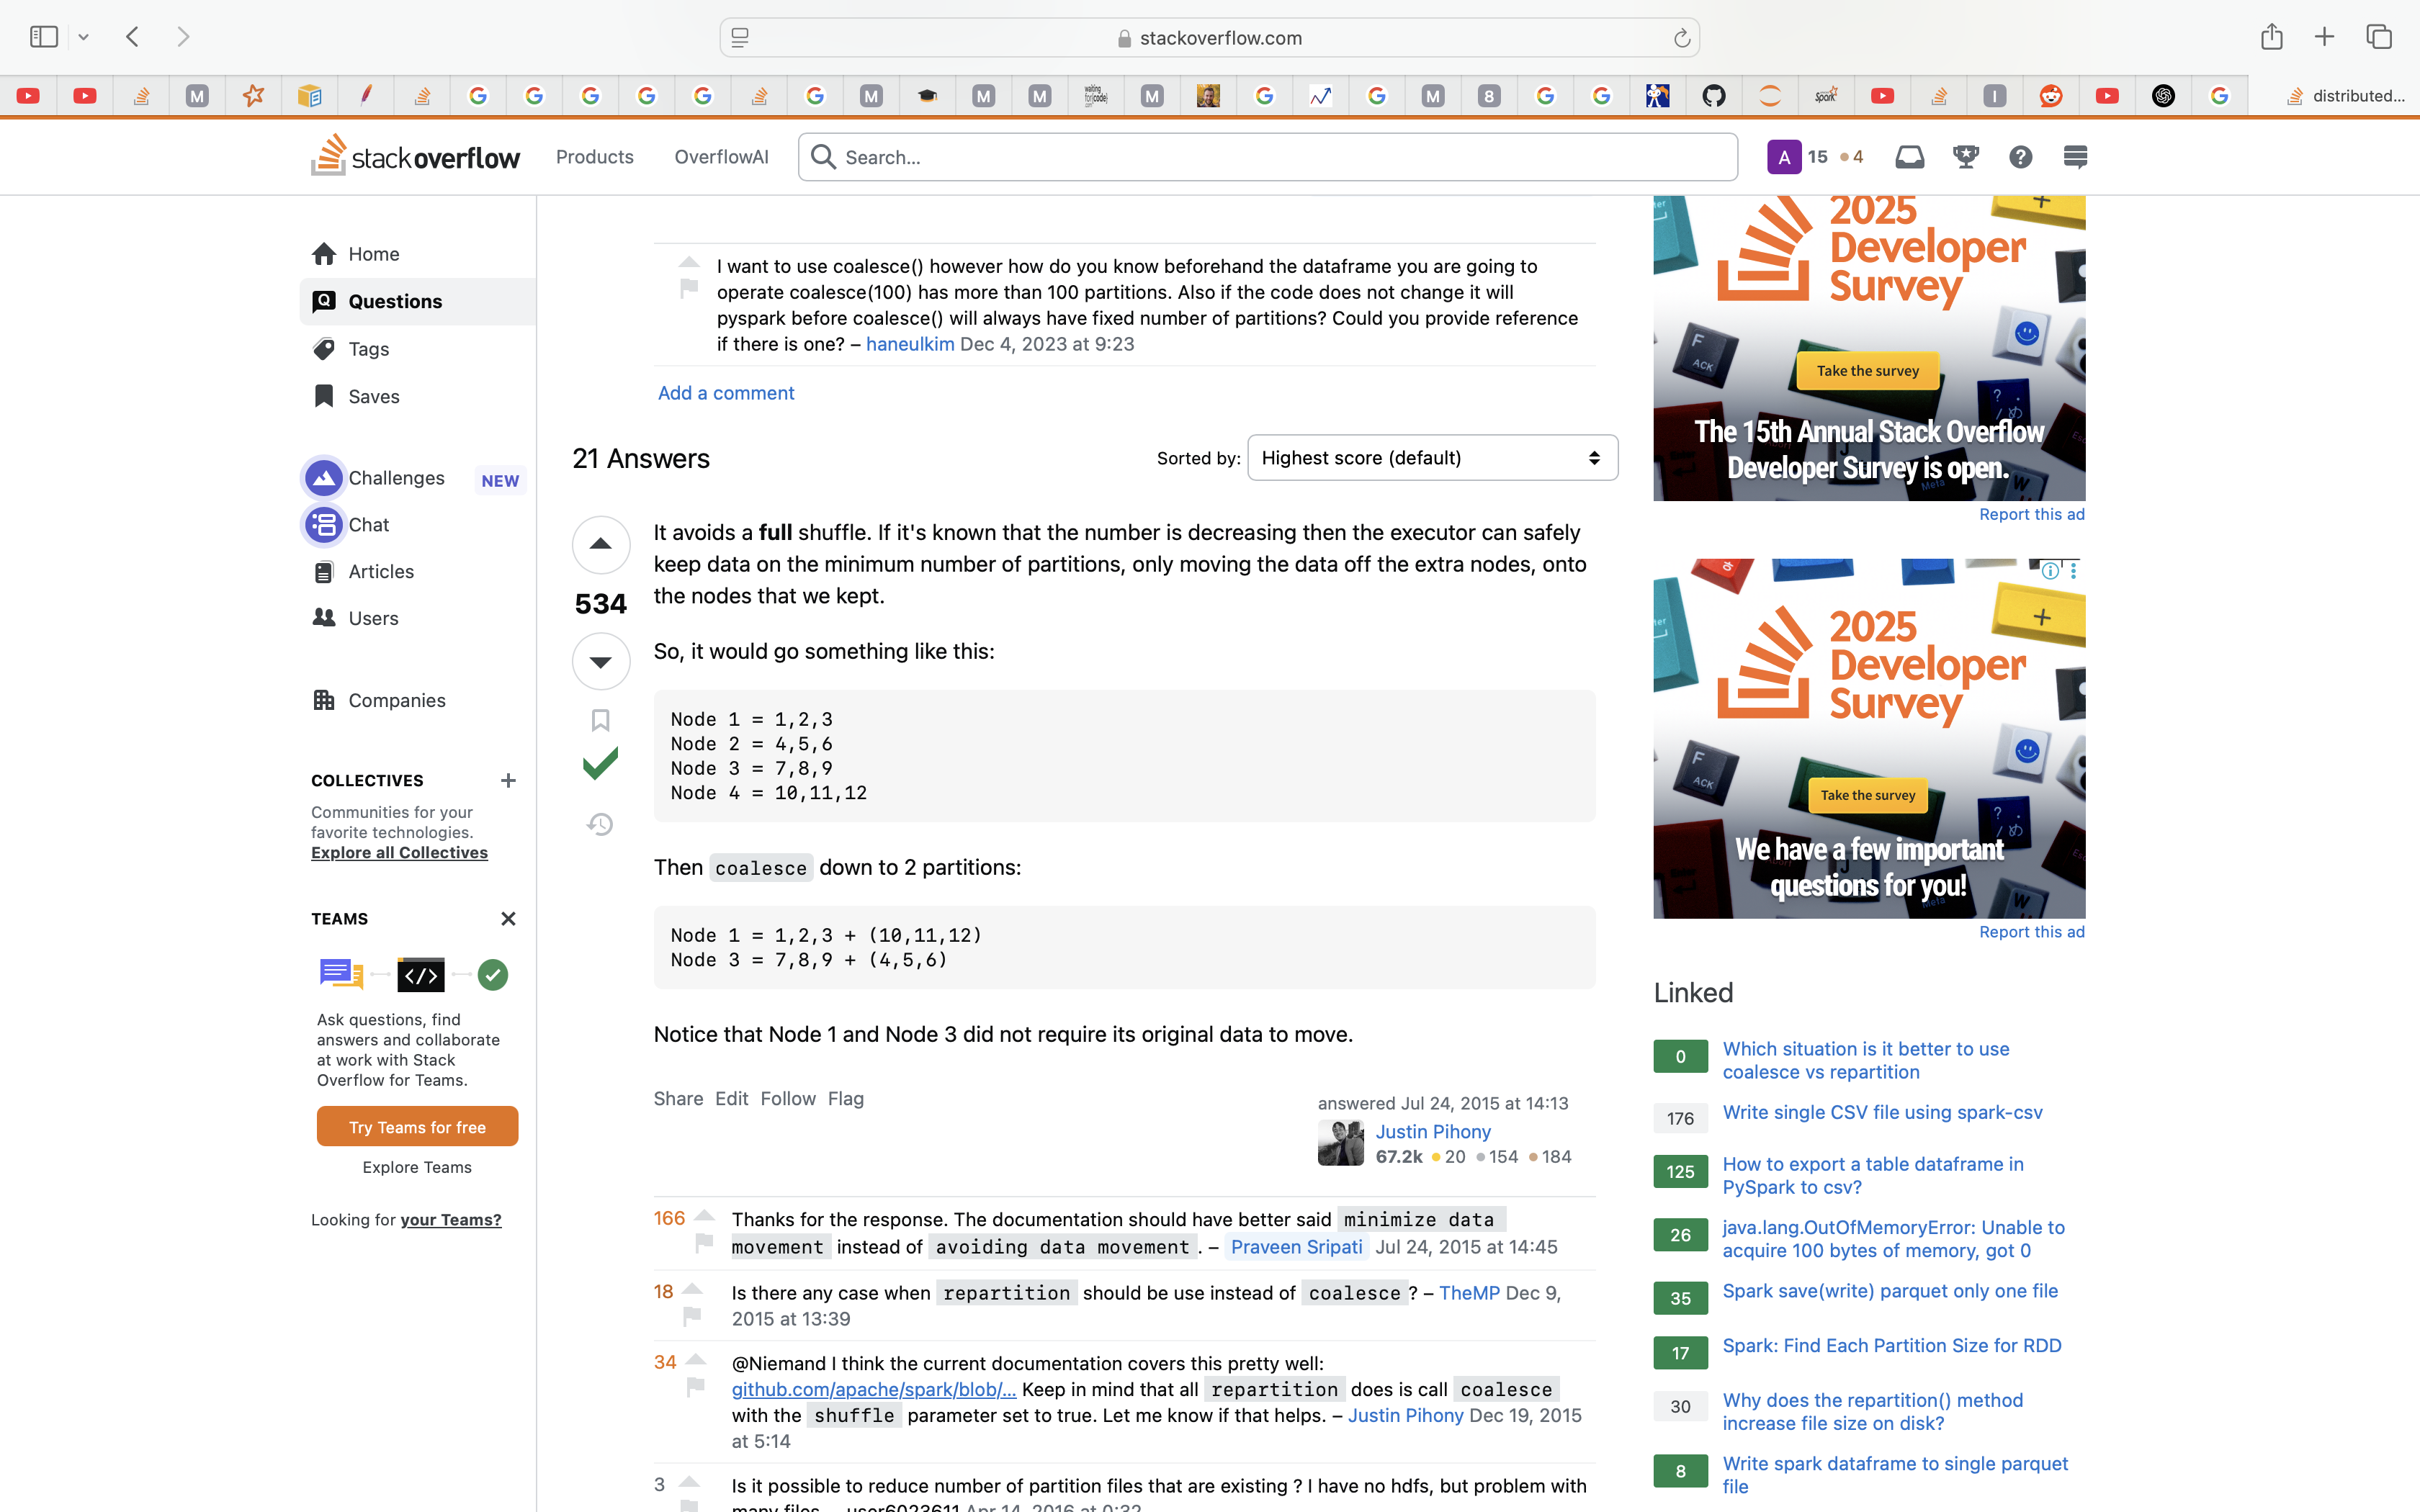 stackoverflow.com
distributed...
stackoverflow
Products
OverflowAI
Search...
A
15
4
Home
Questions
Tags
Saves
Challenges
NEW
Chat
Articles
Users
Companies
COLLECTIVES
Communities for your
favorite technologies.
Explore all Collectives
TEAMS
Ask questions, find
answers and collaborate
at work with Stack
Overflow for Teams.
Try Teams for free
Explore Teams
Looking for your Teams?
I want to use coalesce() however how do you know beforehand the dataframe you are going to
operate coalesce(100) has more than 100 partitions. Also if the code does not change it will
pyspark before coalesce() will always have fixed number of partitions? Could you provide reference
if there is one? – haneulkim Dec 4, 2023 at 9:23
Add a comment
21 Answers
Sorted by:
Highest score (default)
534
It avoids a full shuffle. If it's known that the number is decreasing then the executor can safely
keep data on the minimum number of partitions, only moving the data off the extra nodes, onto
the nodes that we kept.
So, it would go something like this:
Node 1 = 1,2,3
Node 2 = 4,5,6
Node 3 = 7,8,9
Node 4 = 10,11,12
Then coalesce down to 2 partitions:
Node 1 = 1,2,3 + (10,11,12)
Node 3 = 7,8,9 + (4,5,6)
Notice that Node 1 and Node 3 did not require its original data to move.
Share Edit Follow Flag
answered Jul 24, 2015 at 14:13
Justin Pihony
67.2k 20 154 184
166
Thanks for the response. The documentation should have better said minimize data
movement instead of avoiding data movement. – Praveen Sripati Jul 24, 2015 at 14:45
18
Is there any case when repartition should be use instead of coalesce? – TheMP Dec 9,
2015 at 13:39
34
@Niemand I think the current documentation covers this pretty well:
github.com/apache/spark/blob/... Keep in mind that all repartition does is call coalesce
with the shuffle parameter set to true. Let me know if that helps. – Justin Pihony Dec 19, 2015
at 5:14
3
Is it possible to reduce number of partition files that are existing ? I have no hdfs, but problem with
many files. – user6023611 Apr 14, 2016 at 0:32
2025
Developer
Survey
Take the survey
The 15th Annual Stack Overflow
Developer Survey is open.
Report this ad
2025
Developer
Survey
Take the survey
We have a few important
questions for you!
Report this ad
Linked
0
Which situation is it better to use
coalesce vs repartition
176
Write single CSV file using spark-csv
125
How to export a table dataframe in
PySpark to csv?
26
java.lang.OutOfMemoryError: Unable to
acquire 100 bytes of memory, got 0
35
Spark save(write) parquet only one file
17
Spark: Find Each Partition Size for RDD
30
Why does the repartition() method
increase file size on disk?
8
Write spark dataframe to single parquet
file